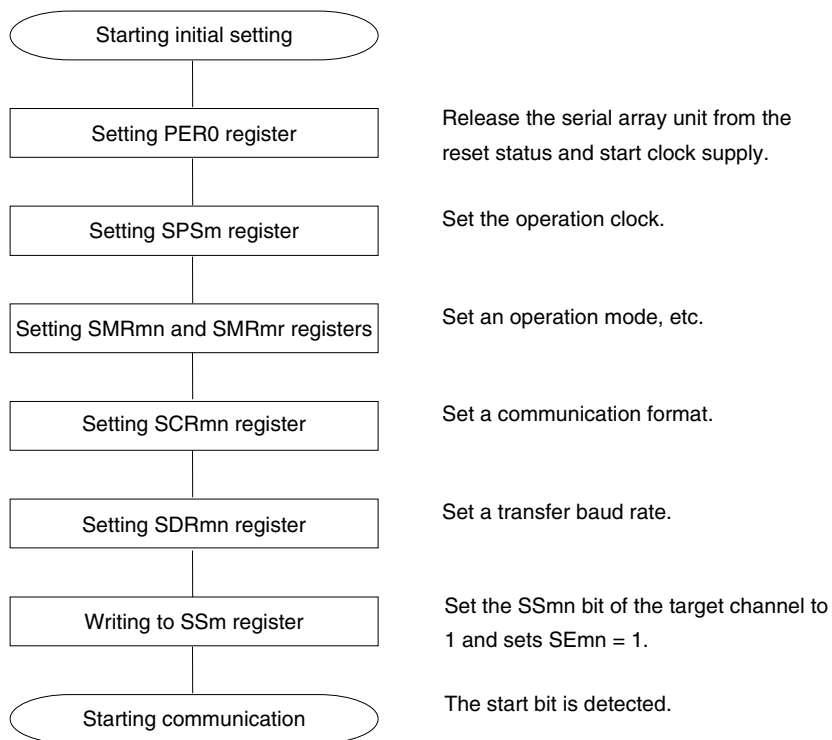 Starting initial setting
Setting PER0 register
Release the serial array unit from the
reset status and start clock supply.
Setting SPSm register
Set the operation clock.
Setting SMRmn and SMRmr registers
Set an operation mode, etc.
Setting SCRmn register
Set a communication format.
Setting SDRmn register
Set a transfer baud rate.
Writing to SSm register
Set the SSmn bit of the target channel to
1 and sets SEmn = 1.
Starting communication
The start bit is detected.